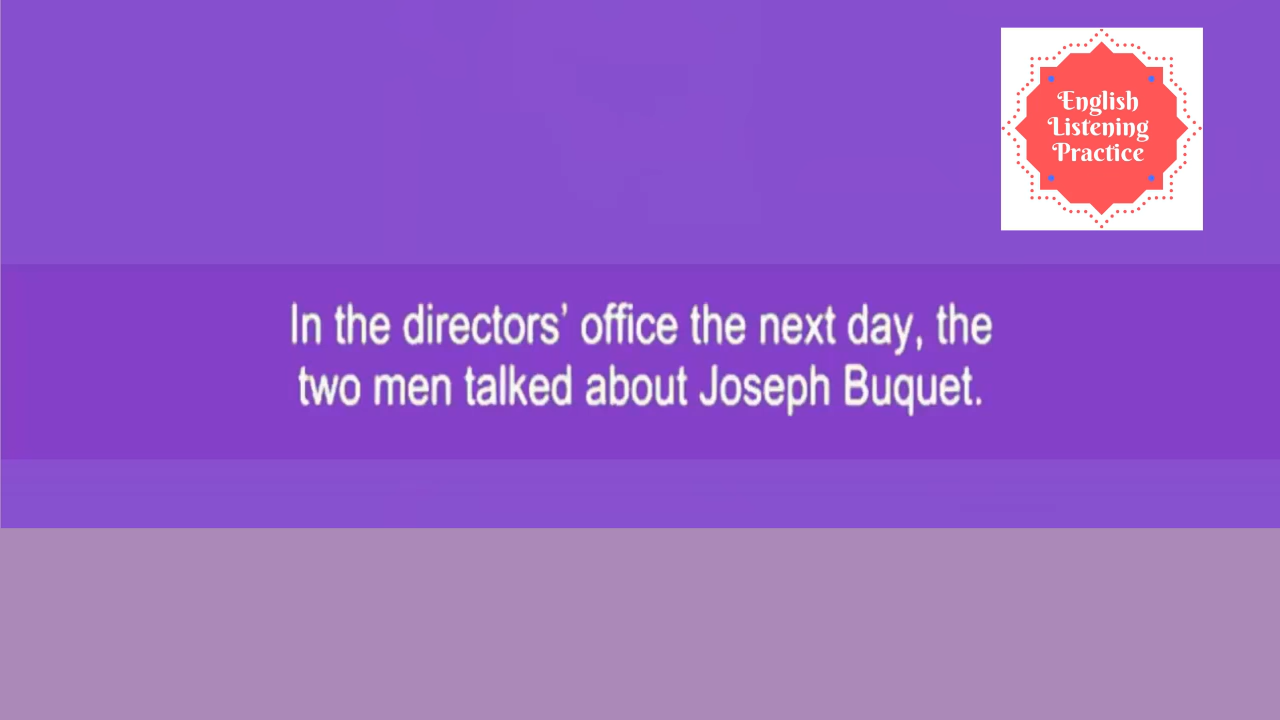 English
Listening
Practice
In the directors’ office the next day, the
two men talked about Joseph Buquet.